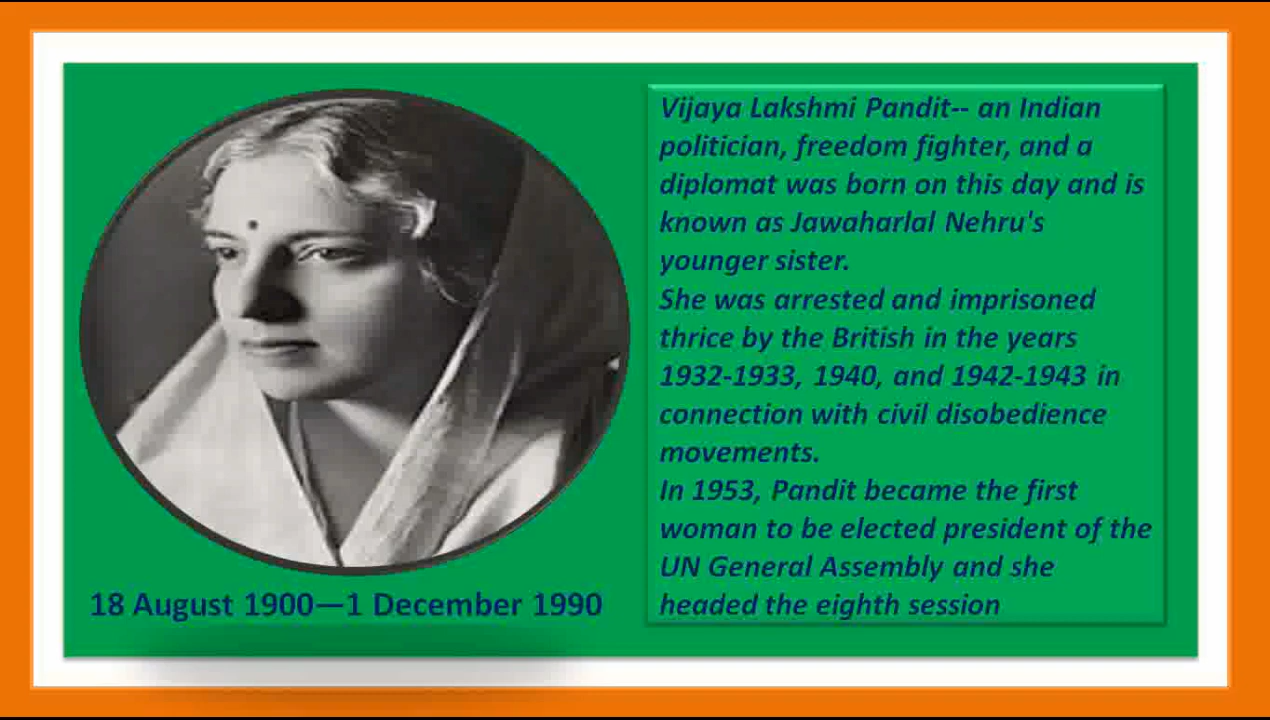 Vijaya Lakshmi Pandit-- an Indian
politician, freedom fighter, and a
diplomat was born on this day and is
known as Jawaharlal Nehru's
younger sister.
She was arrested and imprisoned
thrice by the British in the years
1932-1933, 1940, and 1942-1943 in
connection with civil disobedience
movements.
In 1953, Pandit became the first
woman to be elected president of the
UN General Assembly and she
headed the eighth session
18 August 1900—1 December 1990